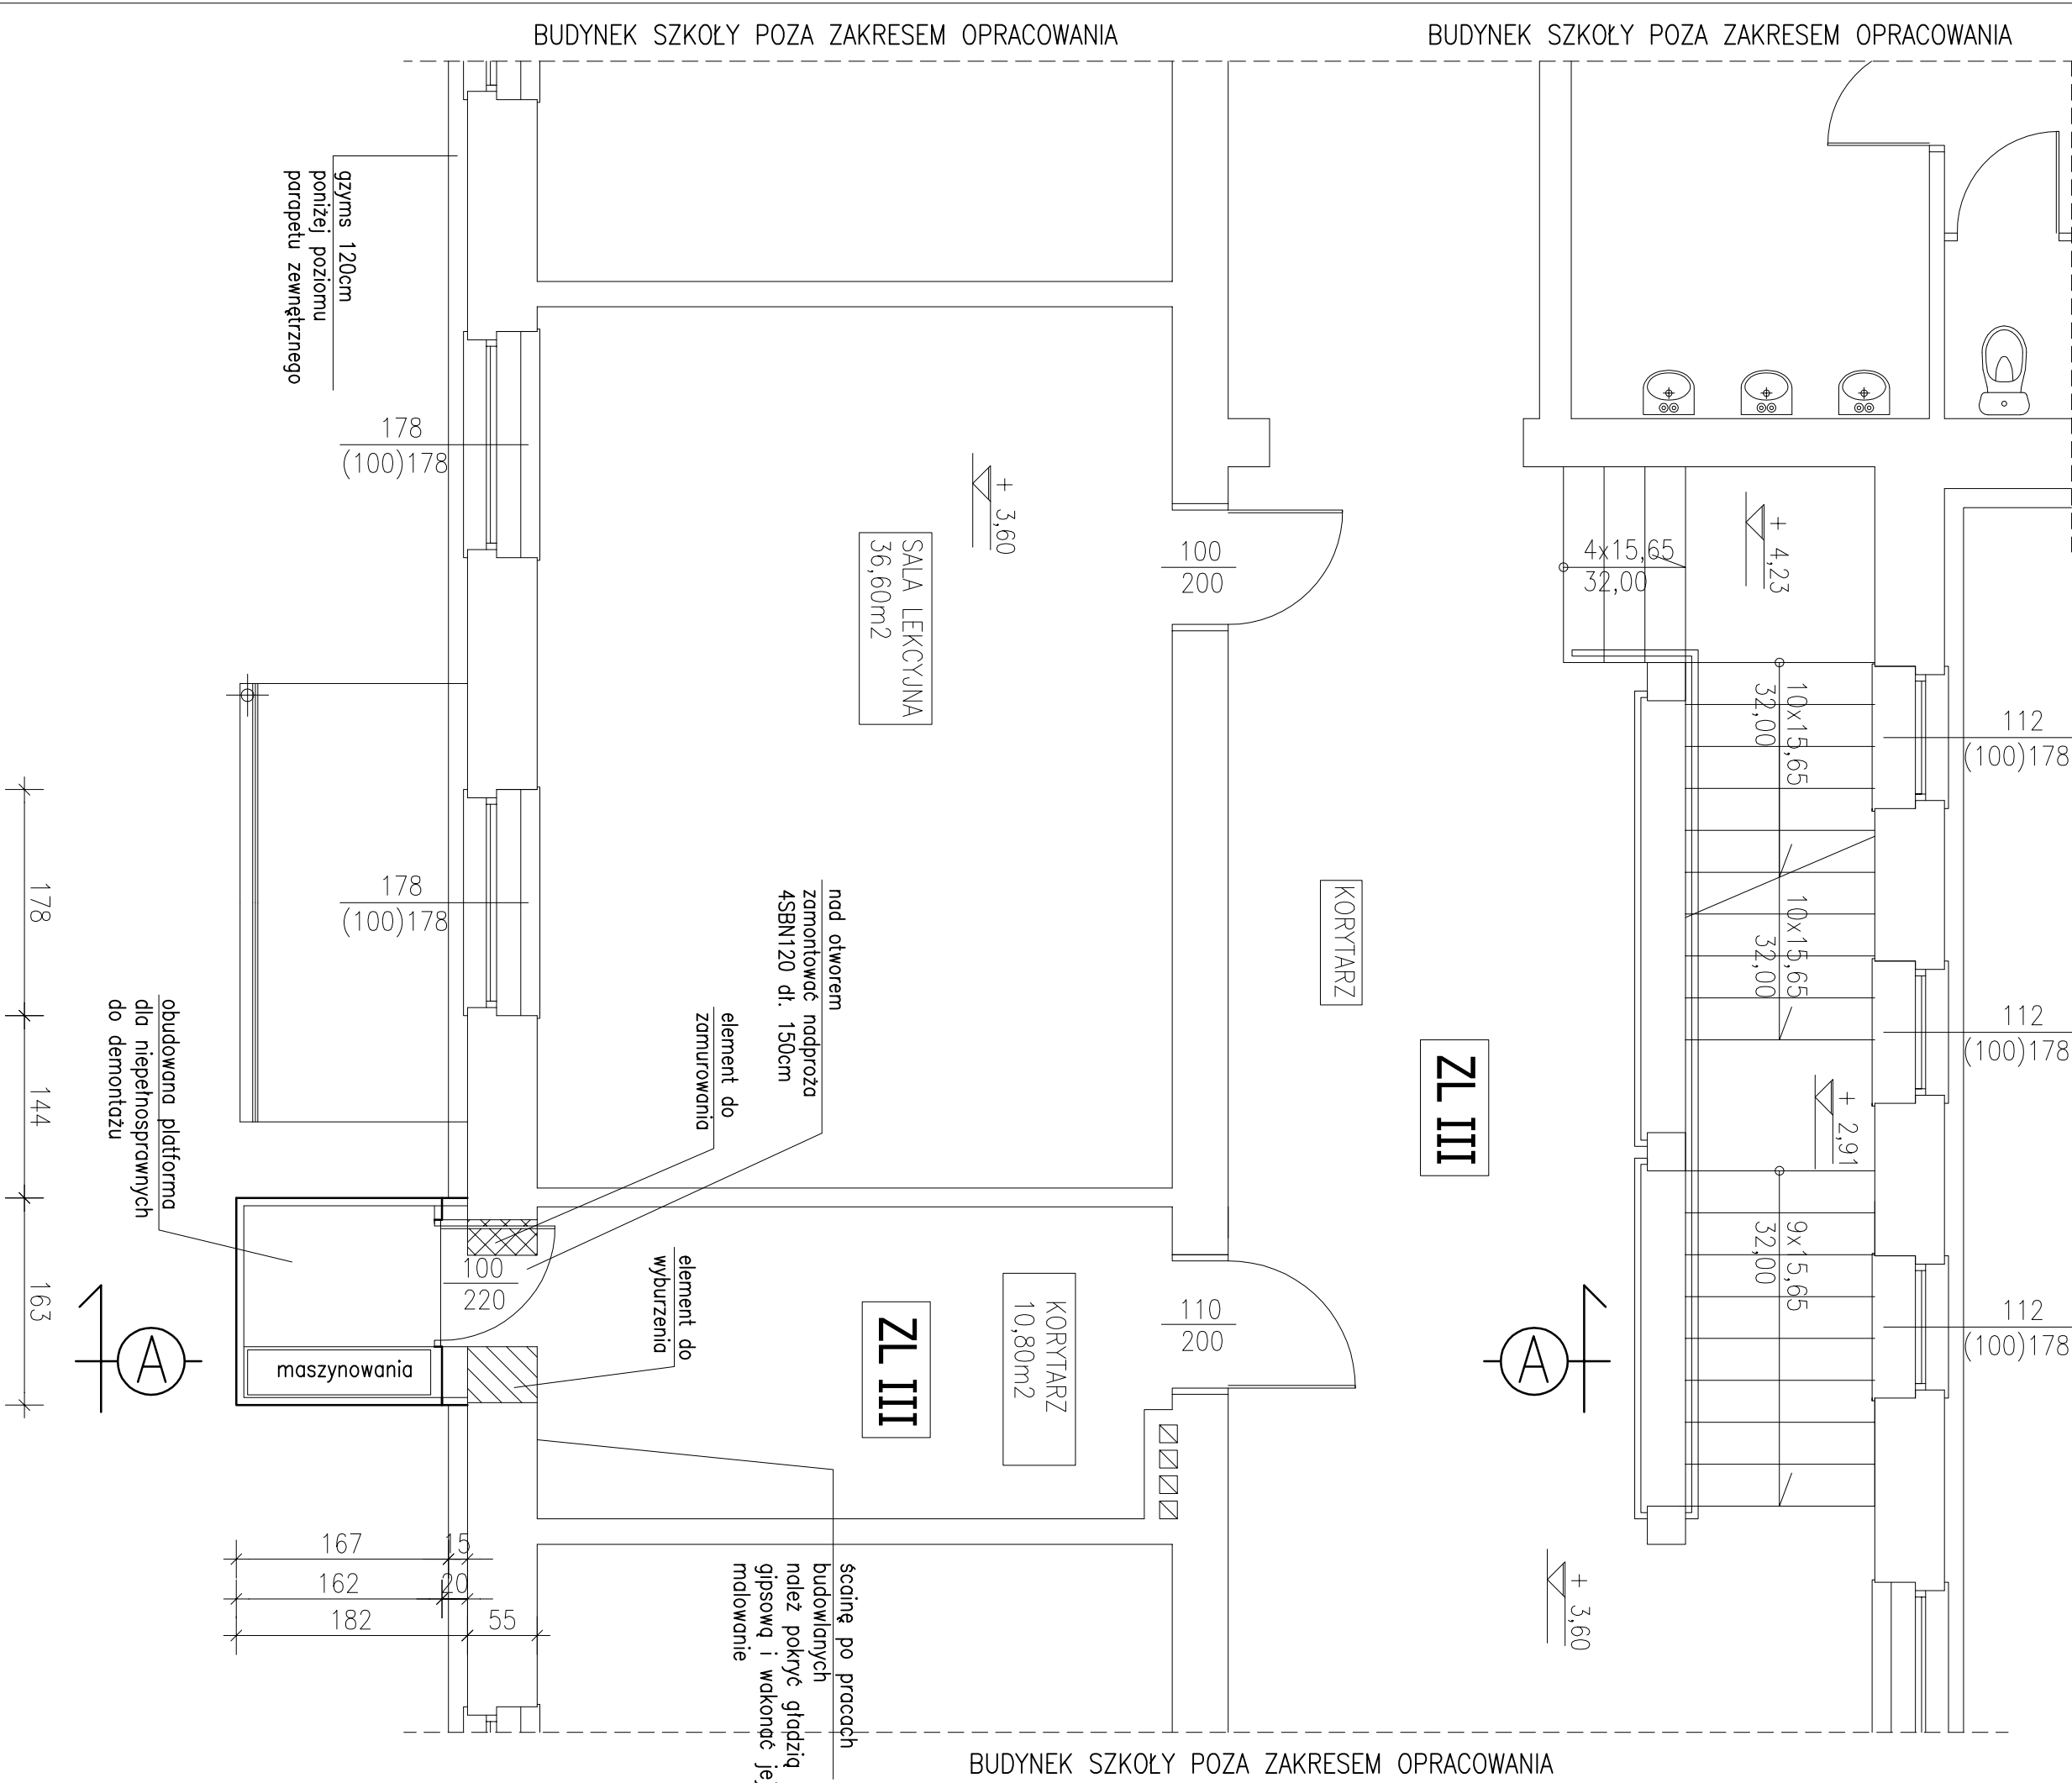 BUDYNEK SZKOŁY POZA ZAKRESEM OPRACOWANIA
BUDYNEK SZKOŁY POZA ZAKRESEM OPRACOWANIA
gzyms 120cm
poniżej poziomu
parapetu zewnętrznego
178
(100)178
178
(100)178
+ 3,60
SALA LEKCYJNA
36,60m2
100
200
4x15,65
32,00
+ 4,23
10x15,65
32,00
10x15,65
32,00
112
(100)178
112
(100)178
112
(100)178
KORYTARZ
ZL III
+ 2,91
9x15,65
32,00
nad otworem
zamontować nadproża
4SBN120 dł. 150cm
element do
zamurowania
element do
wyburzenia
obudowana platforma
dla niepełnosprawnych
do demontażu
178
144
163
100
220
maszynowania
A
ZL III
KORYTARZ
10,80m2
110
200
A
+ 3,60
167
15
162
20
182
55
ścainę po pracach
budowlanych
należ pokryć gładzią
gipsową i wakonać jej
malowanie
BUDYNEK SZKOŁY POZA ZAKRESEM OPRACOWANIA